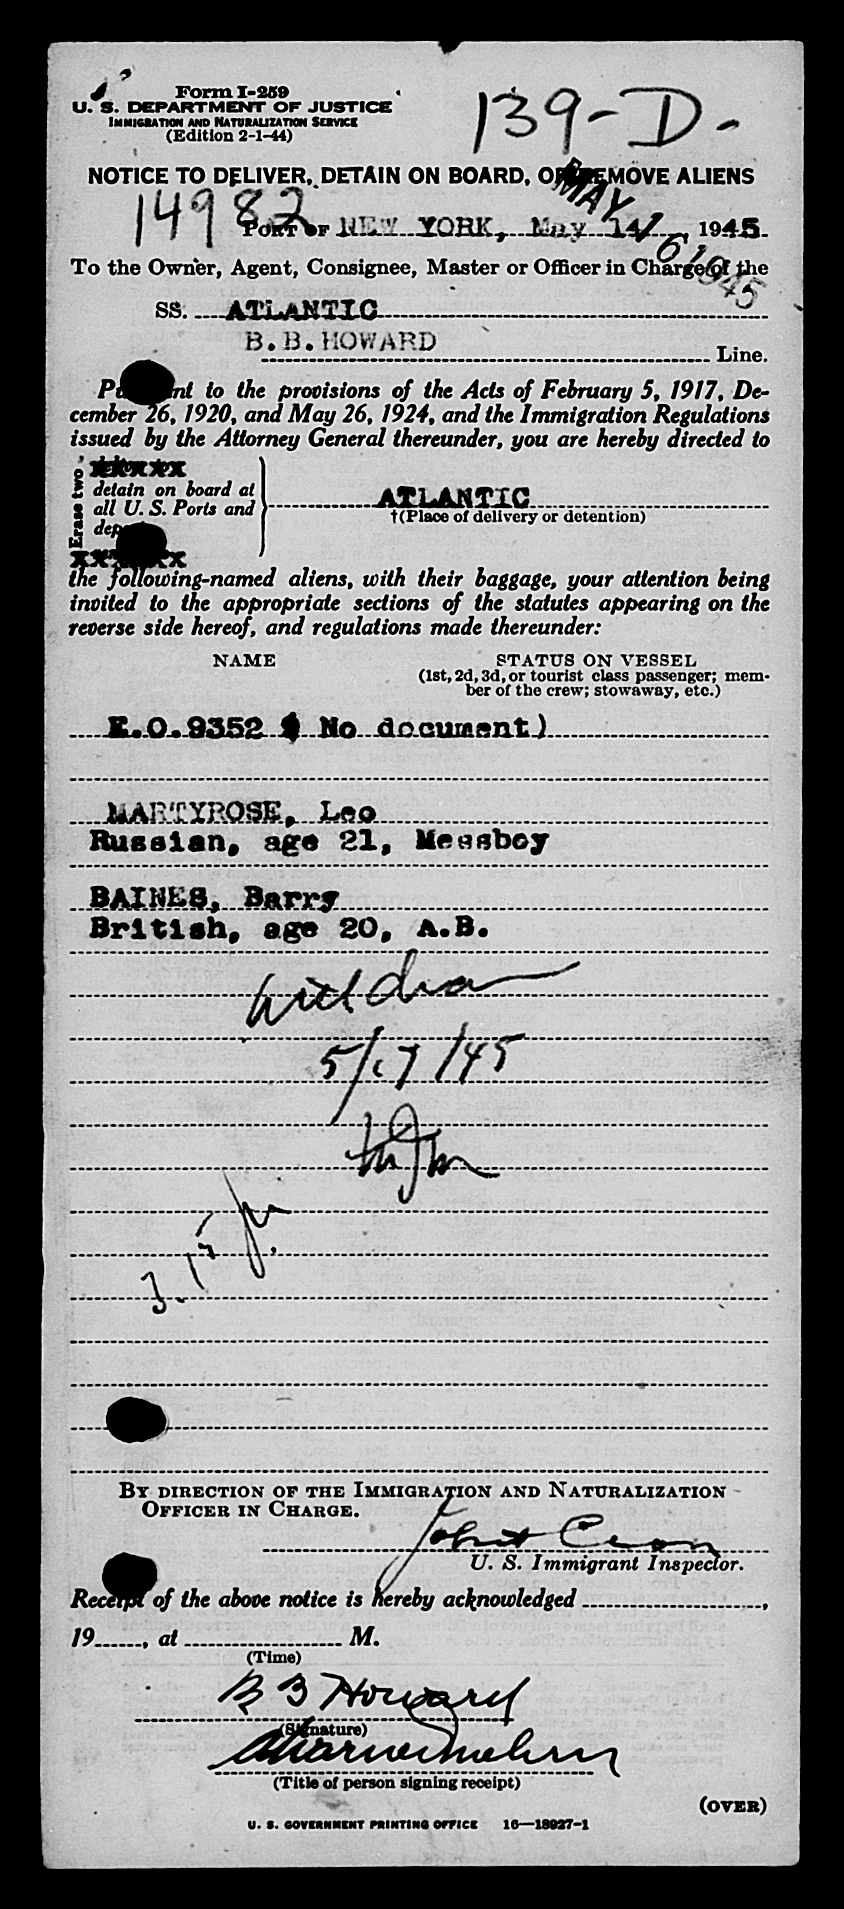 Form I-259
U. S. DEPARTMENT OF JUSTICE
IMMIGRATION AND NATURALIZATION SERVICE
(Edition 2-1-44)
139-D-
NOTICE TO DELIVER, DETAIN ON BOARD, OR REMOVE ALIENS
14982
MAY 16 1945
PORT OF NEW YORK, May 14, 1945.
To the Owner, Agent, Consignee, Master or Officer in Charge of the
SS. ATLANTIC
B.B.HOWARD
Line.
Pursuant to the provisions of the Acts of February 5, 1917, De-
cember 26, 1920, and May 26, 1924, and the Immigration Regulations
issued by the Attorney General thereunder, you are hereby directed to
Erase two
detain on board at
all U. S. Ports and
ATLANTIC
†(Place of delivery or detention)
the following-named aliens, with their baggage, your attention being
invited to the appropriate sections of the statutes appearing on the
reverse side hereof, and regulations made thereunder:
NAME
STATUS ON VESSEL
(1st, 2d, 3d, or tourist class passenger; mem-
ber of the crew; stowaway, etc.)
E.O.9352 ( No document)
MARTYROSE, Leo
Russian, age 21, Messboy
BAINES, Barry
British, age 20, A.B.
5/17/45
3.15
BY DIRECTION OF THE IMMIGRATION AND NATURALIZATION
OFFICER IN CHARGE.
U. S. Immigrant Inspector.
Receipt of the above notice is hereby acknowledged ,
19 , at M.
(Time)
B B Howard
(Signature)
(Title of person signing receipt)
(OVER)
U. S. GOVERNMENT PRINTING OFFICE 16—18927-1